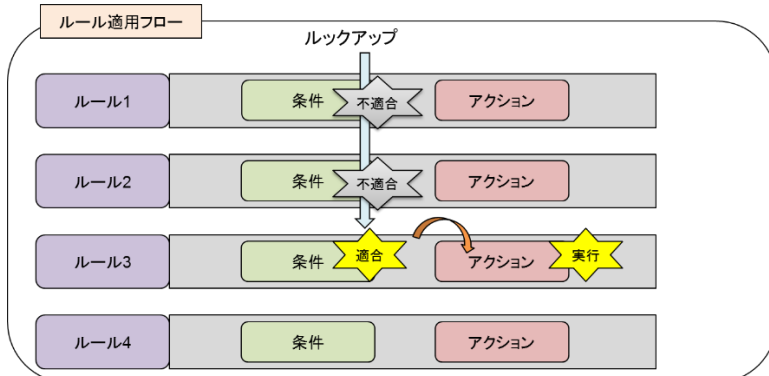 ルール適用フロー
ルックアップ
ルール1
条件
不適合
アクション
ルール2
条件
不適合
アクション
ルール3
条件
適合
アクション
実行
ルール4
条件
アクション